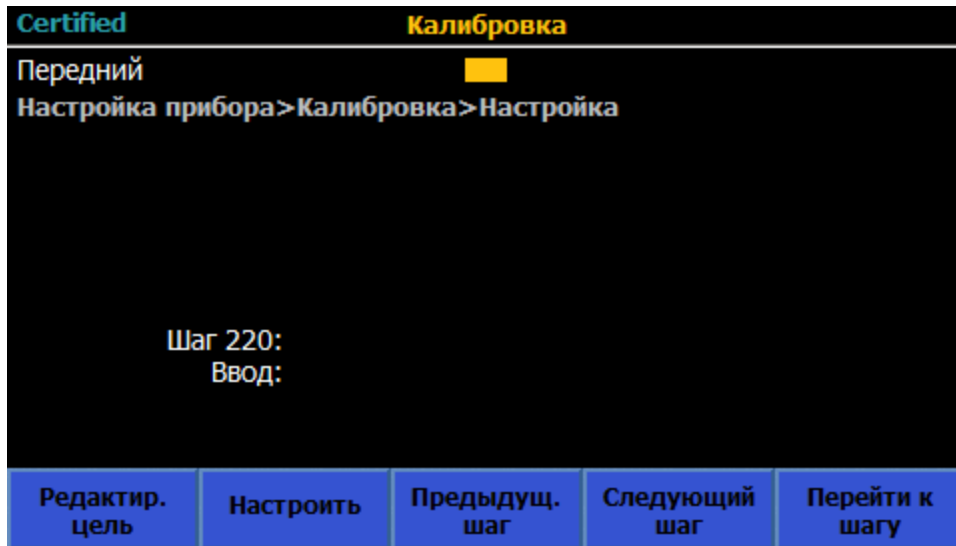 Certified Калибровка
Передний
Настройка прибора>Калибровка>Настройка
Шаг 220:
Ввод:
Редактир. цель
Настроить
Предыдущ. шаг
Следующий шаг
Перейти к шагу